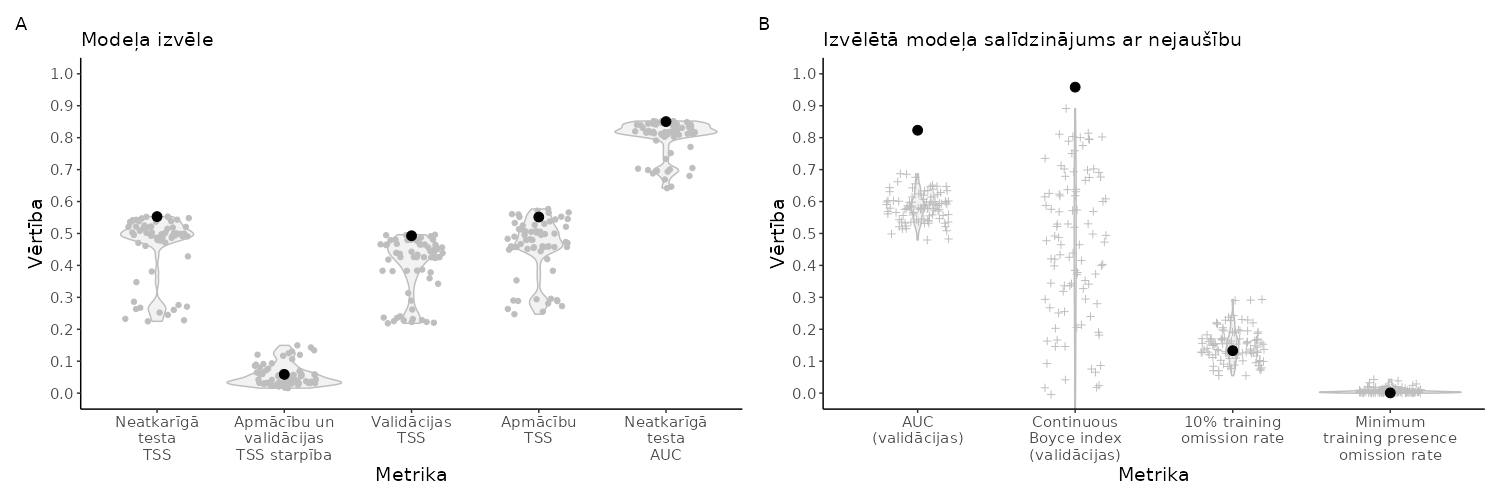 A
Modeļa izvēle
Vērtība
1.0
0.9
0.8
0.7
0.6
0.5
0.4
0.3
0.2
0.1
0.0
Neatkarīgā
testa
TSS
Apmācību un
validācijas
TSS starpība
Validācijas
TSS
Apmācību
TSS
Neatkarīgā
testa
AUC
Metrika
B
Izvēlētā modeļa salīdzinājums ar nejaušību
Vērtība
1.0
0.9
0.8
0.7
0.6
0.5
0.4
0.3
0.2
0.1
0.0
AUC
(validācijas)
Continuous
Boyce index
(validācijas)
10% training
omission rate
Minimum
training presence
omission rate
Metrika